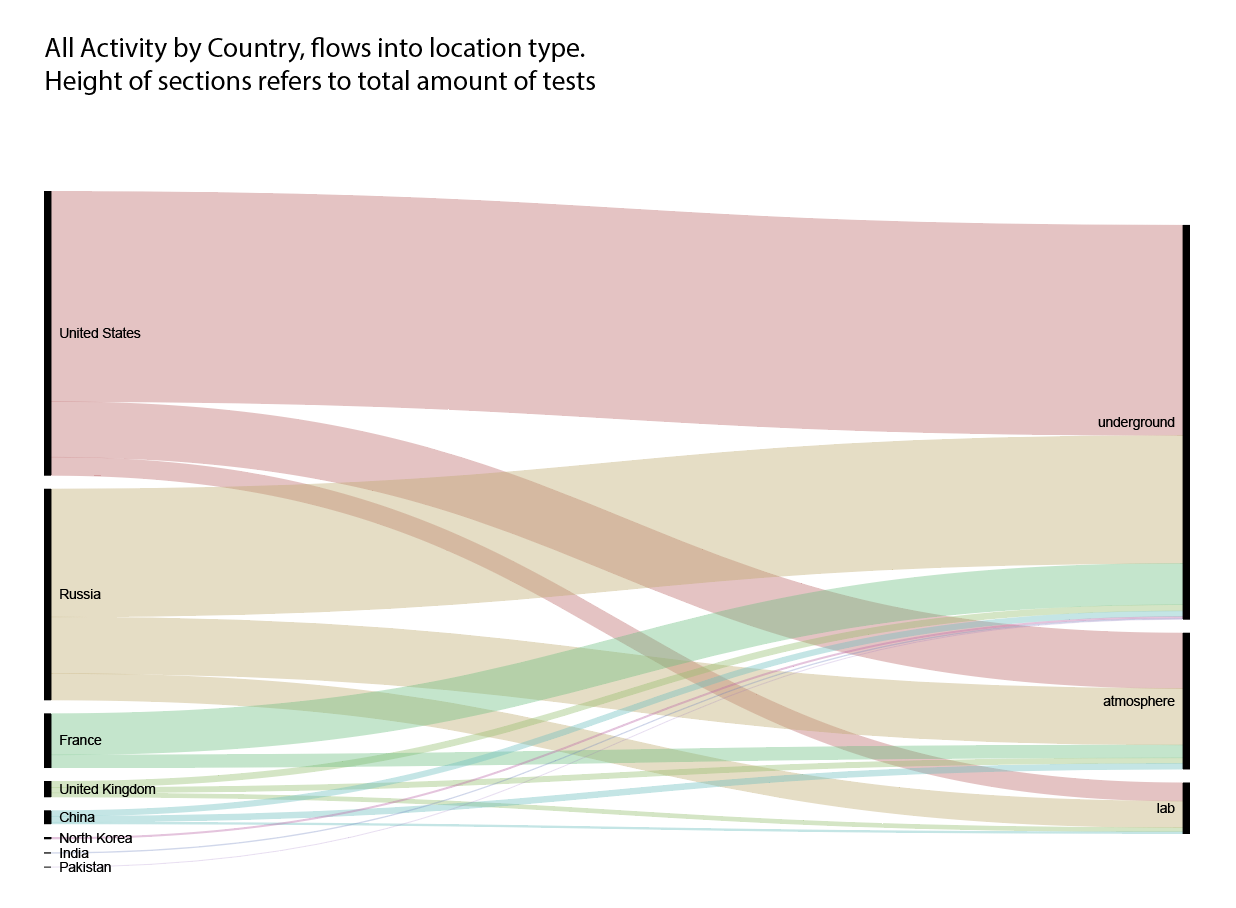 All Activity by Country, flows into location type.
Height of sections refers to total amount of tests
United States
underground
Russia
atmosphere
France
United Kingdom
lab
China
North Korea
India
Pakistan